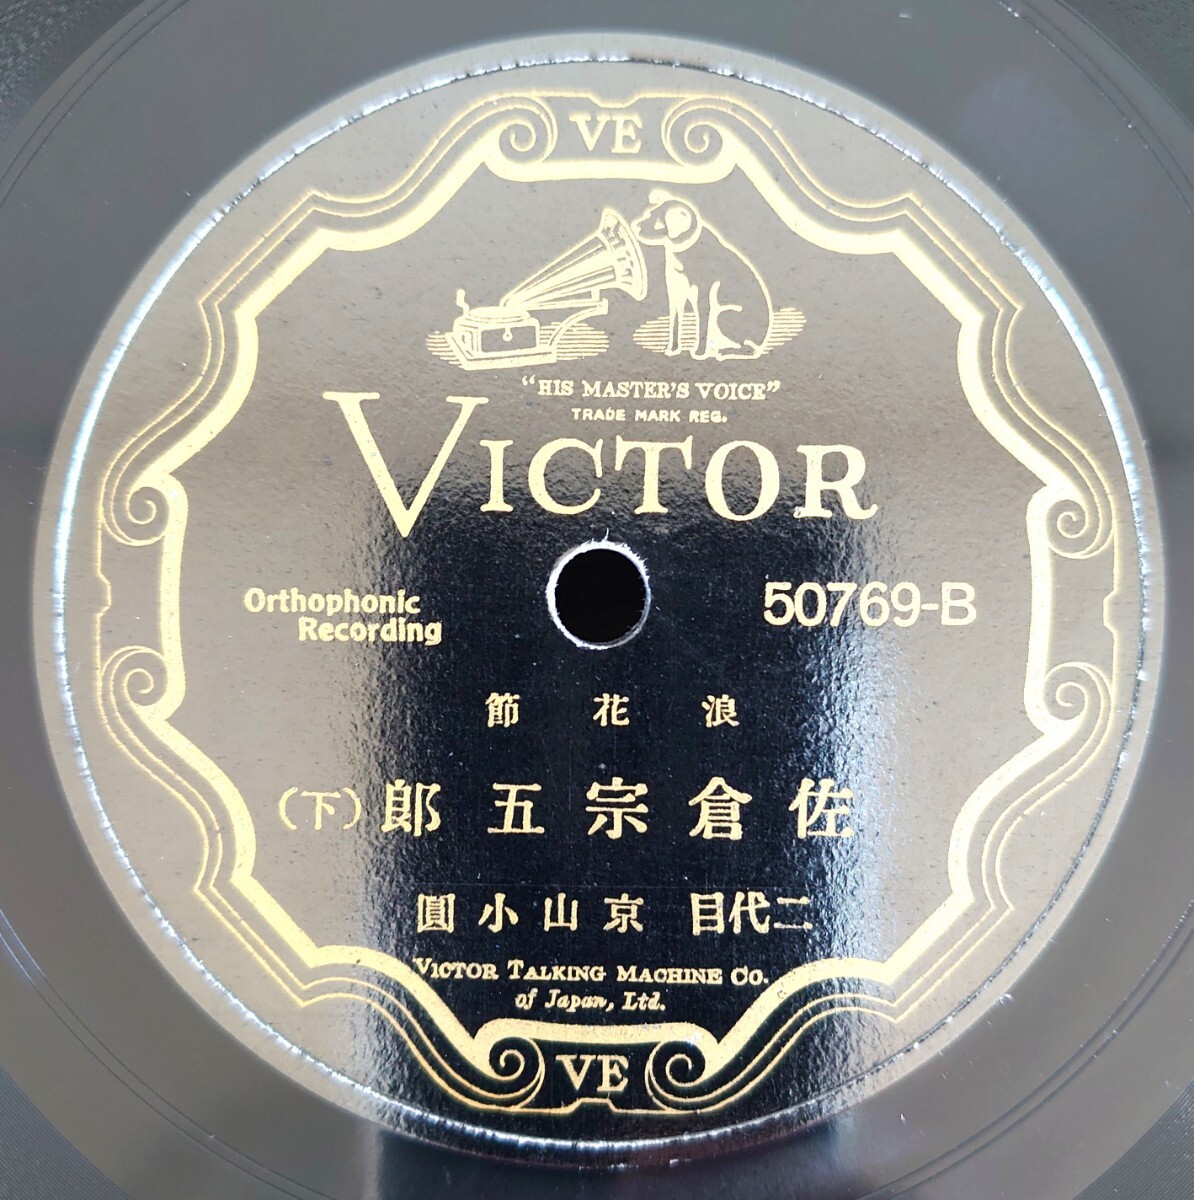 VE
"HIS MASTER'S VOICE"
TRADE MARK REG.
VICTOR
Orthophonic
Recording
50769-B
浪花節
佐倉宗五郎(下)
二代目 京山小圓
VICTOR TALKING MACHINE CO.
of Japan, Ltd.
VE